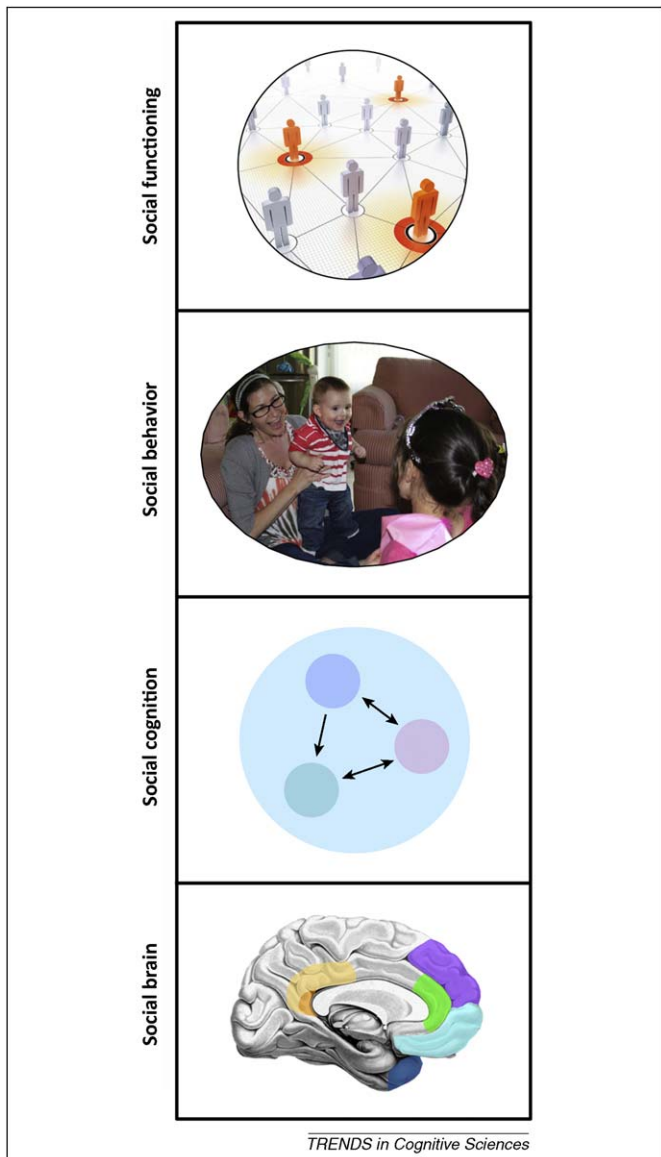 Social functioning
Social behavior
Social cognition
Social brain
TRENDS in Cognitive Sciences